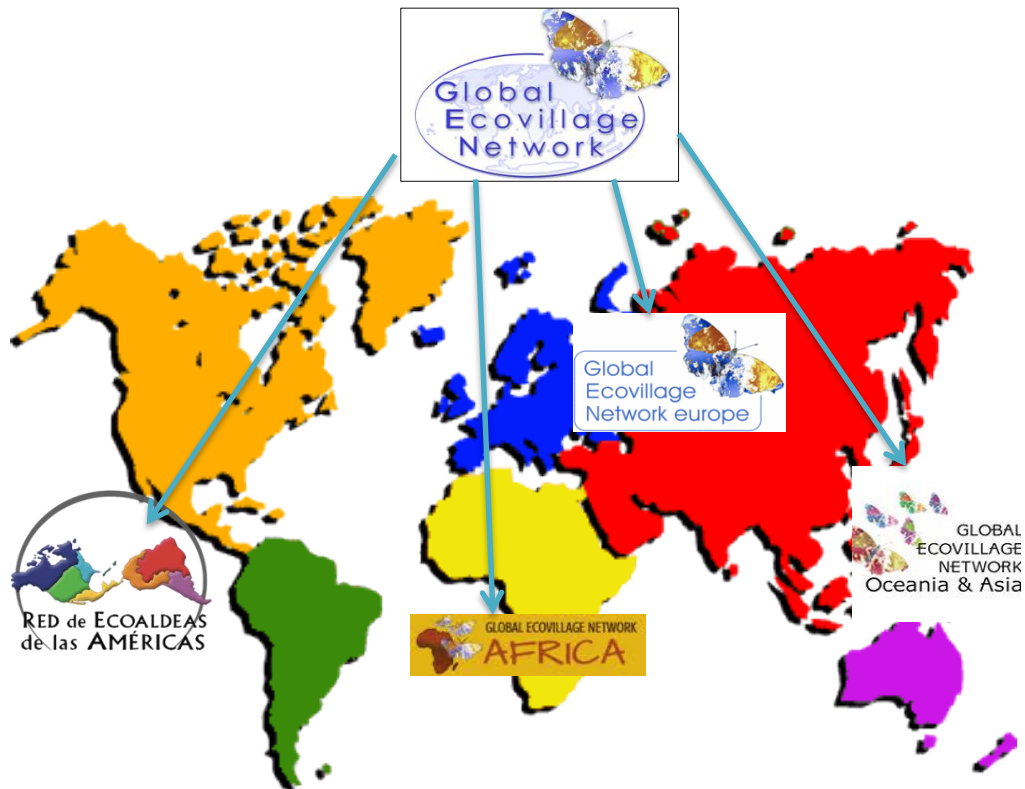 Global
Ecovillage
Network
Global
Ecovillage
Network europe
RED de ECOALDEAS
de las AMÉRICAS
GLOBAL ECOVILLAGE NETWORK
AFRICA
GLOBAL
ECOVILLAGE
NETWORK
Oceania & Asia